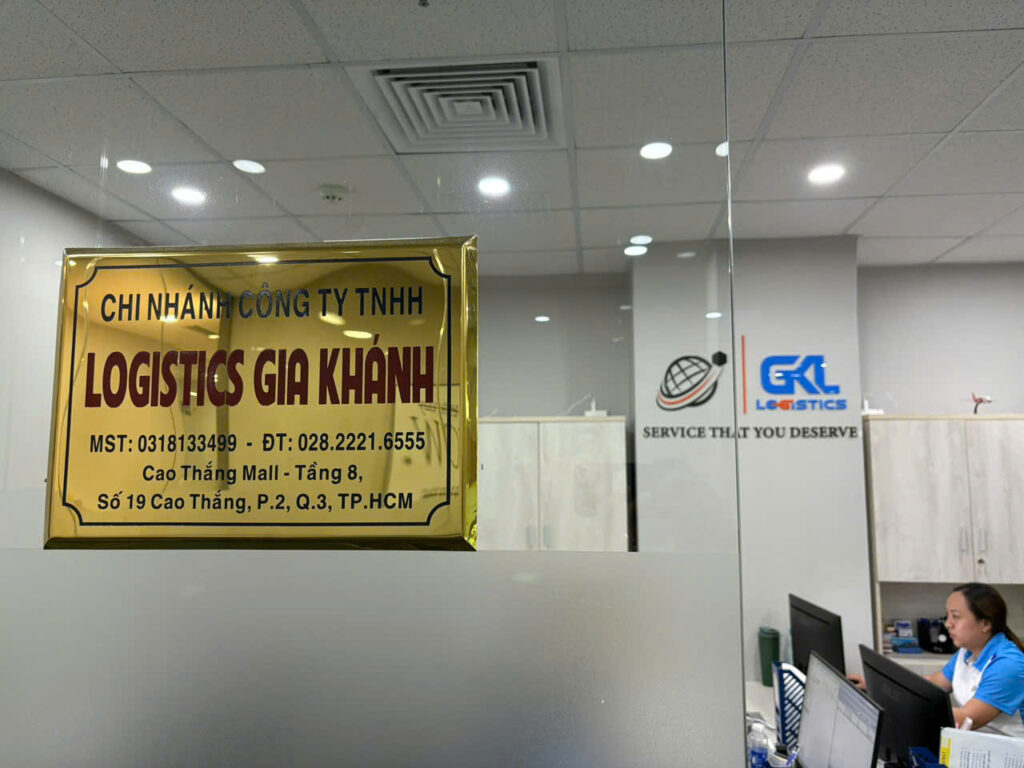 CHI NHÁNH CÔNG TY TNHH
LOGISTICS GIA KHÁNH
MST: 0318133499 - ĐT: 028.2221.6555
Cao Thắng Mall - Tầng 8,
Số 19 Cao Thắng, P.2, Q.3, TP.HCM
GKL
LOGISTICS
SERVICE THAT YOU DESERVE